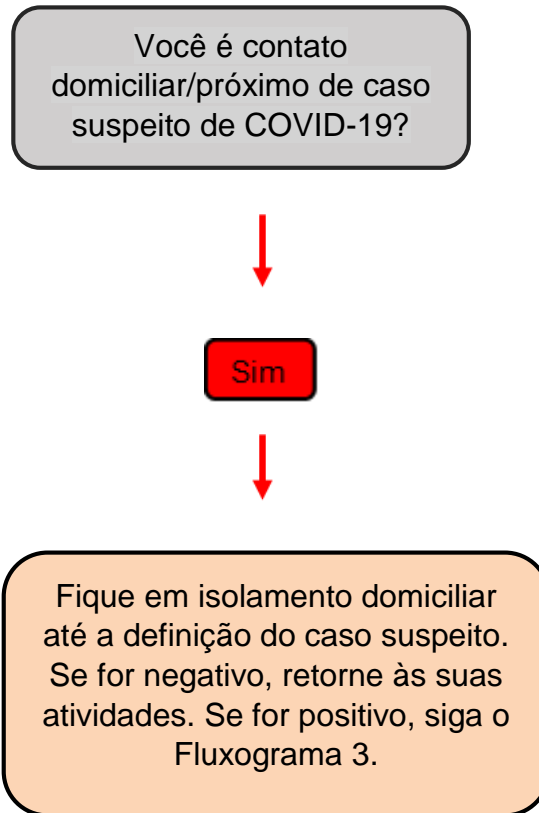 Você é contato
domiciliar/próximo de caso
suspeito de COVID-19?
Sim
Fique em isolamento domiciliar
até a definição do caso suspeito.
Se for negativo, retorne às suas
atividades. Se for positivo, siga o
Fluxograma 3.